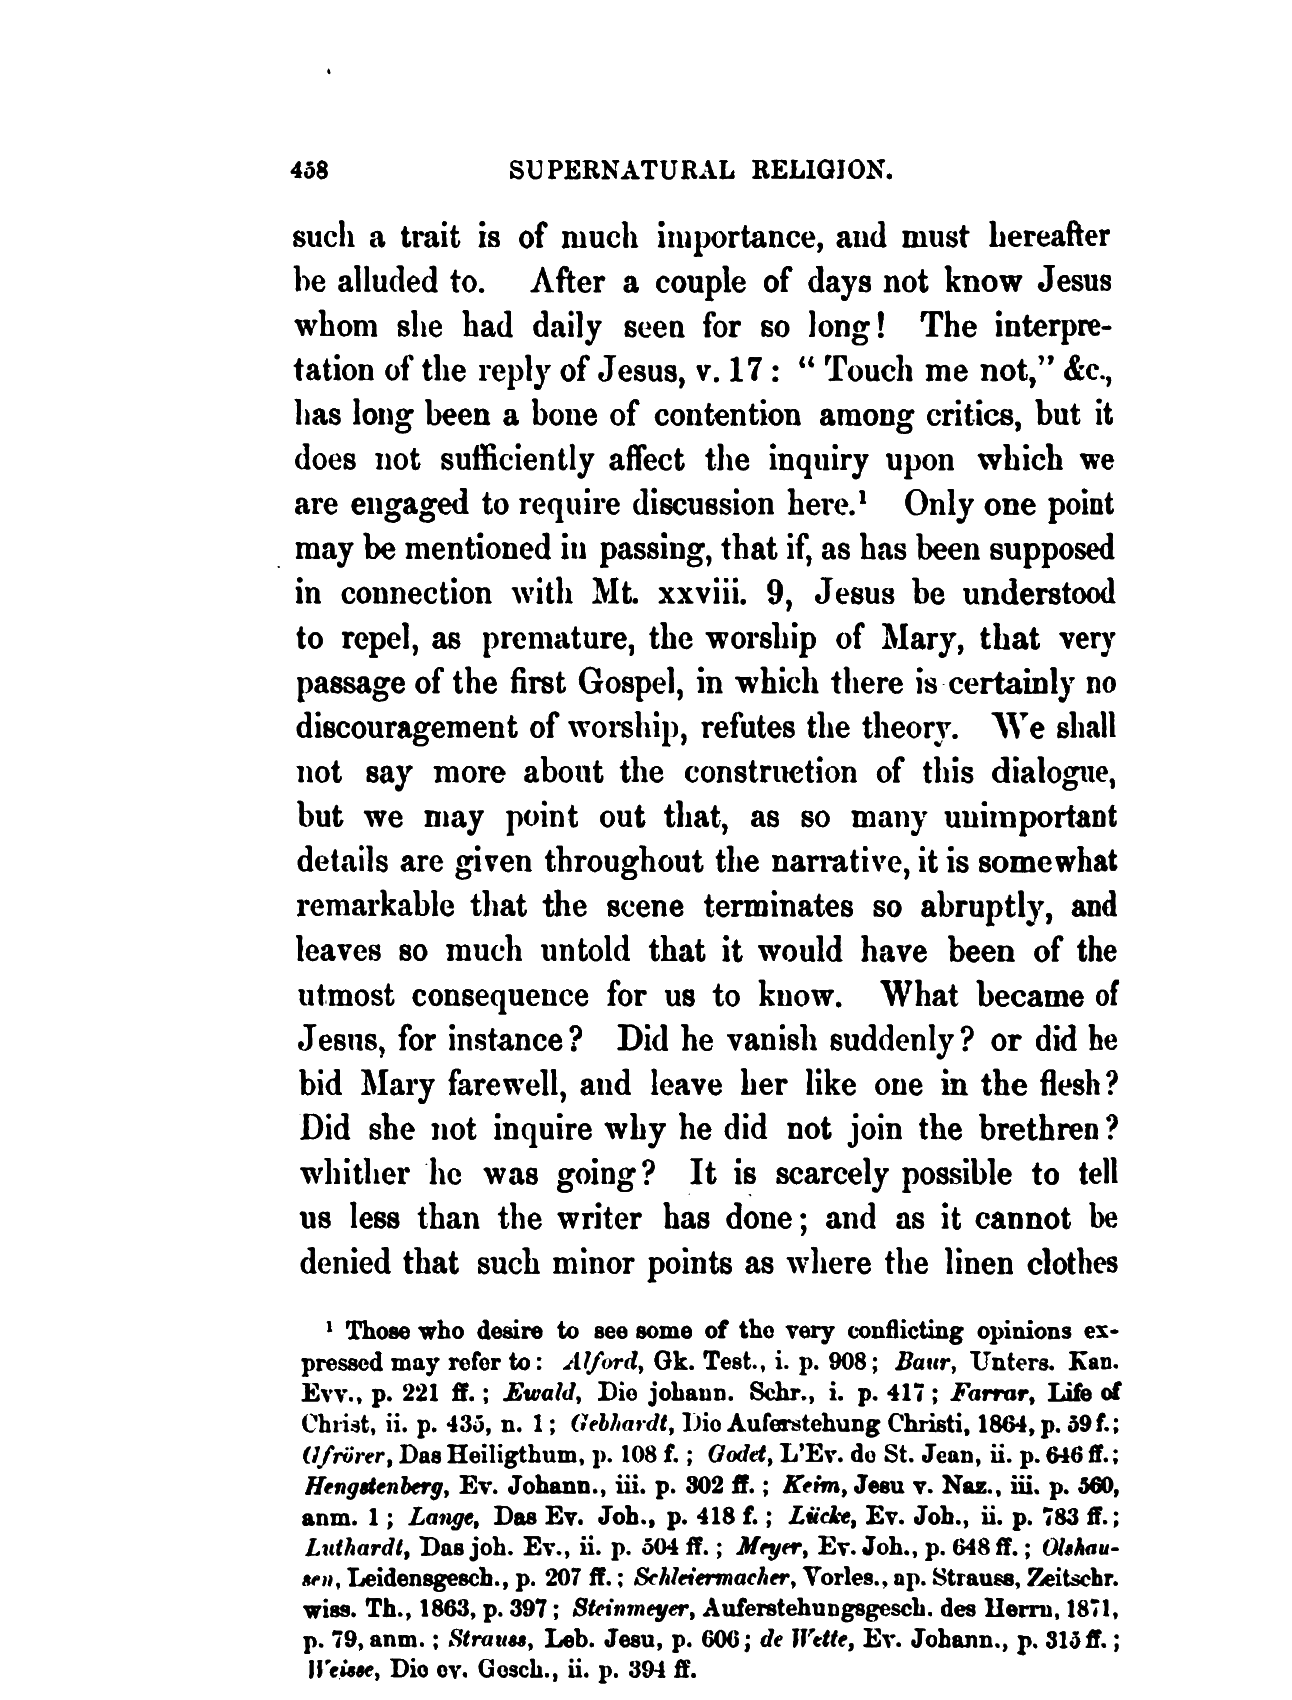 458 SUPERNATURAL RELIGION.
such a trait is of much importance, and must hereafter
be alluded to. After a couple of days not know Jesus
whom she had daily seen for so long! The interpre-
tation of the reply of Jesus, v. 17 : “ Touch me not,” &c.,
has long been a bone of contention among critics, but it
does not sufficiently affect the inquiry upon which we
are engaged to require discussion here.¹ Only one point
may be mentioned in passing, that if, as has been supposed
in connection with Mt. xxviii. 9, Jesus be understood
to repel, as premature, the worship of Mary, that very
passage of the first Gospel, in which there is certainly no
discouragement of worship, refutes the theory. We shall
not say more about the construction of this dialogue,
but we may point out that, as so many unimportant
details are given throughout the narrative, it is somewhat
remarkable that the scene terminates so abruptly, and
leaves so much untold that it would have been of the
utmost consequence for us to know. What became of
Jesus, for instance? Did he vanish suddenly? or did he
bid Mary farewell, and leave her like one in the flesh?
Did she not inquire why he did not join the brethren?
whither he was going? It is scarcely possible to tell
us less than the writer has done; and as it cannot be
denied that such minor points as where the linen clothes
¹ Those who desire to see some of the very conflicting opinions ex-
pressed may refer to: Alford, Gk. Test., i. p. 908; Baur, Unters. Kan.
Evv., p. 221 ff.; Ewald, Die johann. Schr., i. p. 417; Farrar, Life of
Christ, ii. p. 435, n. 1; Gebhardt, Die Auferstehung Christi, 1864, p. 59 f.;
Gfrörer, Das Heiligthum, p. 108 f.; Godet, L'Ev. de St. Jean, ii. p. 646 ff.;
Hengstenberg, Ev. Johann., iii. p. 302 ff.; Keim, Jesu v. Naz., iii. p. 560,
anm. 1; Lange, Das Ev. Joh., p. 418 f.; Lücke, Ev. Joh., ii. p. 783 ff.;
Luthardt, Das joh. Ev., ii. p. 504 ff.; Meyer, Ev. Joh., p. 648 ff.; Olshau-
sen, Leidensgesch., p. 207 ff.; Schleiermacher, Vorles., ap. Strauss, Zeitschr.
wiss. Th., 1863, p. 397; Steinmeyer, Auferstehungsgesch. des Herrn, 1871,
p. 79, anm.; Strauss, Leb. Jesu, p. 606; de Wette, Ev. Johann., p. 315 ff.;
Weisse, Die ev. Gesch., ii. p. 394 ff.